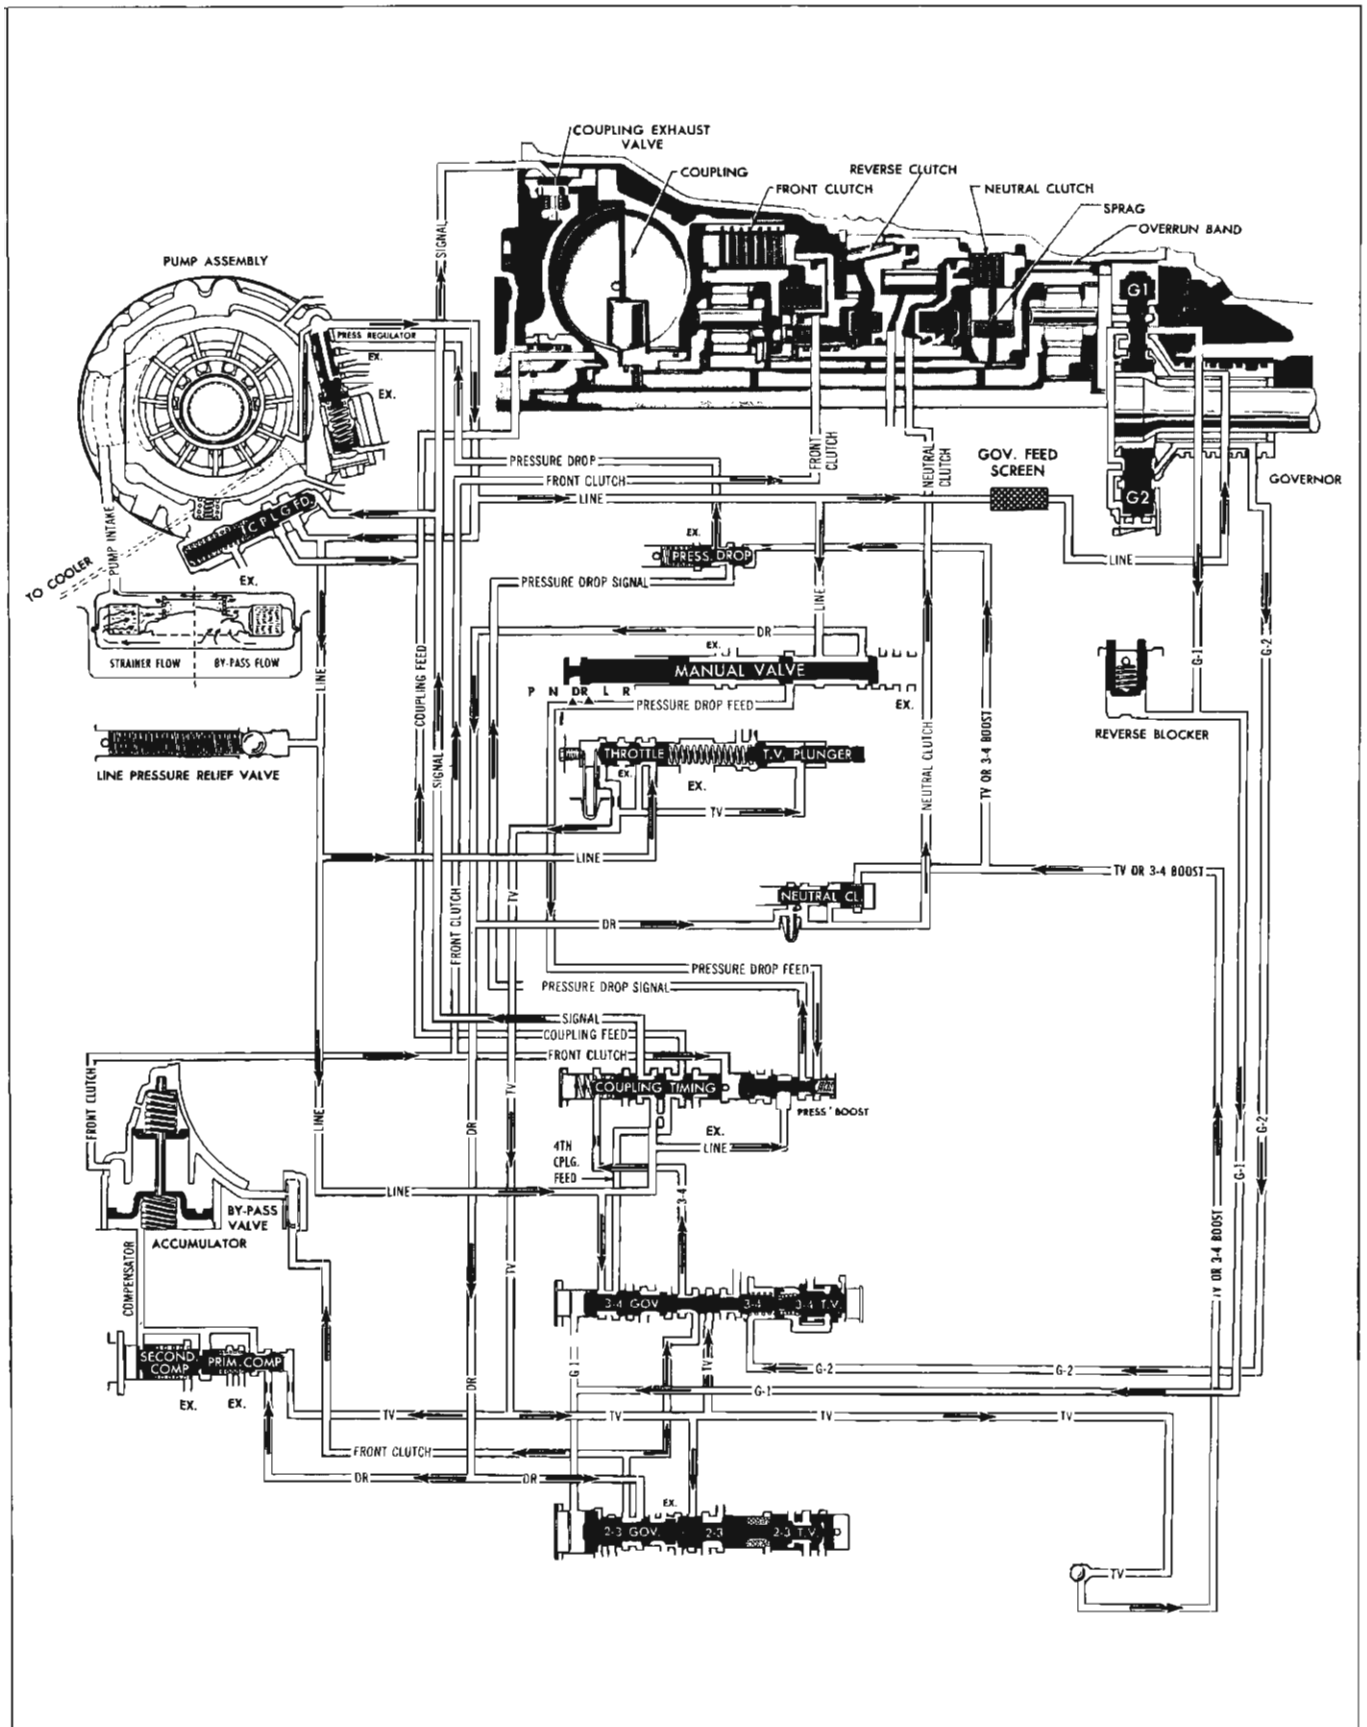 COUPLING EXHAUST
VALVE
COUPLING
REVERSE CLUTCH
FRONT CLUTCH
NEUTRAL CLUTCH
SPRAG
OVERRUN BAND
SIGNAL
PUMP ASSEMBLY
G1
PRESS REGULATOR
EX.
EX.
FRONT
CLUTCH
NEUTRAL
CLUTCH
PRESSURE DROP
FRONT CLUTCH
LINE
GOV. FEED
SCREEN
G2
GOVERNOR
CPLG FD.
PUMP INTAKE
TO COOLER
EX.
EX.
PRESS. DROP
LINE
PRESSURE DROP SIGNAL
LINE
STRAINER FLOW
BY-PASS FLOW
DR
EX.
MANUAL VALVE
P N DR L R
PRESSURE DROP FEED
EX.
G-1
G-2
LINE
COUPLING FEED
REVERSE BLOCKER
LINE PRESSURE RELIEF VALVE
THROTTLE
T.V. PLUNGER
EX.
EX.
SIGNAL
TV
NEUTRAL CLUTCH
TV OR 3-4 BOOST
LINE
TV OR 3-4 BOOST
NEUTRAL CL.
TV
FRONT CLUTCH
DR
PRESSURE DROP FEED
PRESSURE DROP SIGNAL
SIGNAL
COUPLING FEED
FRONT CLUTCH
COUPLING TIMING
PRESS' BOOST
FRONT CLUTCH
LINE
DR
TV
EX.
LINE
4TH
CPLG.
FEED
G-2
G-1
LINE
3-4
BY-PASS
VALVE
ACCUMULATOR
COMPENSATOR
TV
TV OR 3-4 BOOST
3-4 GOV
3-4
3-4 T.V.
SECOND.
COMP
PRIM. COMP
EX.
EX.
DR
G-1
TV
G-2
G-2
G-1
TV
TV
TV
TV
FRONT CLUTCH
DR
DR
EX.
2-3 GOV.
2-3
2-3 T.V.
TV